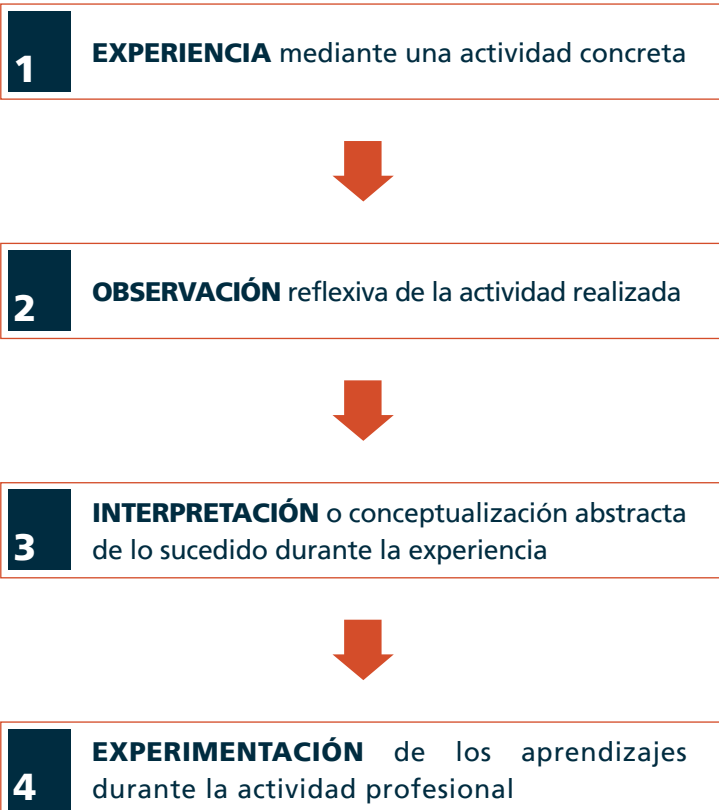 1
EXPERIENCIA mediante una actividad concreta
2
OBSERVACIÓN reflexiva de la actividad realizada
3
INTERPRETACIÓN o conceptualización abstracta
de lo sucedido durante la experiencia
4
EXPERIMENTACIÓN de los aprendizajes
durante la actividad profesional